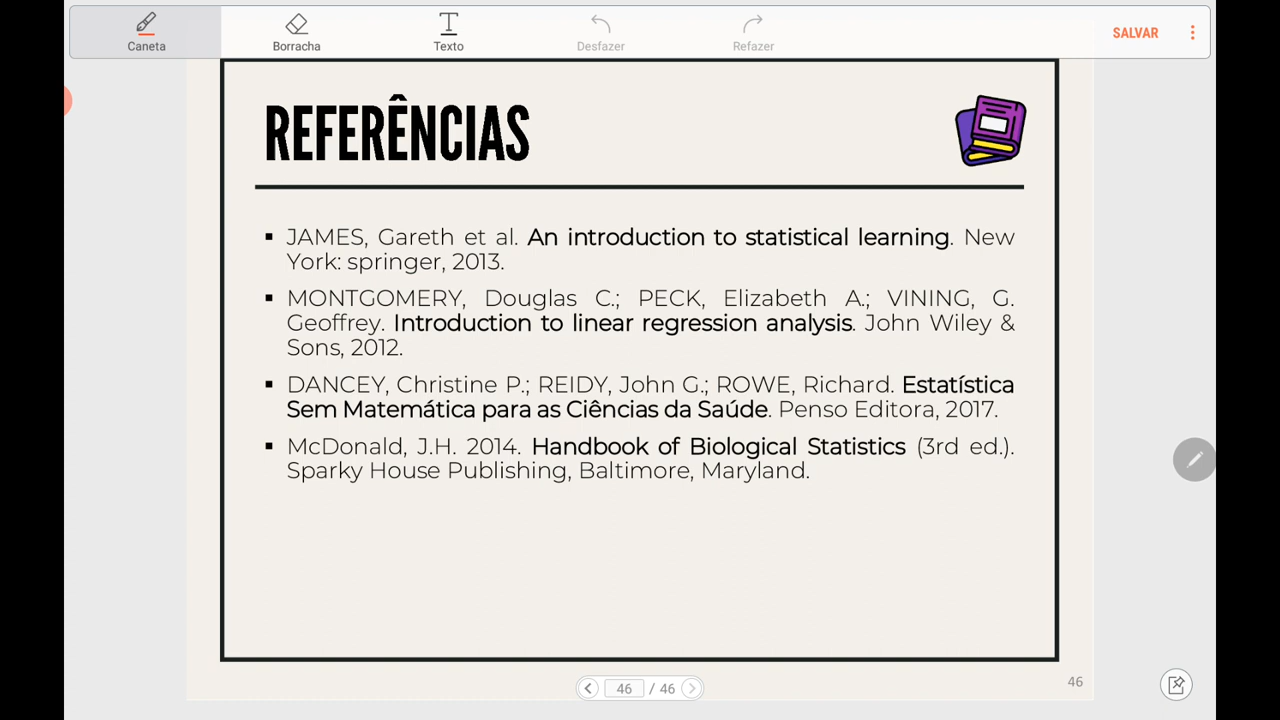 Caneta
Borracha
Texto
Desfazer
Refazer
SALVAR
REFERÊNCIAS
▪ JAMES, Gareth et al. An introduction to statistical learning. New
York: springer, 2013.
▪ MONTGOMERY, Douglas C.; PECK, Elizabeth A.; VINING, G.
Geoffrey. Introduction to linear regression analysis. John Wiley &
Sons, 2012.
▪ DANCEY, Christine P.; REIDY, John G.; ROWE, Richard. Estatística
Sem Matemática para as Ciências da Saúde. Penso Editora, 2017.
▪ McDonald, J.H. 2014. Handbook of Biological Statistics (3rd ed.).
Sparky House Publishing, Baltimore, Maryland.
46
46 / 46